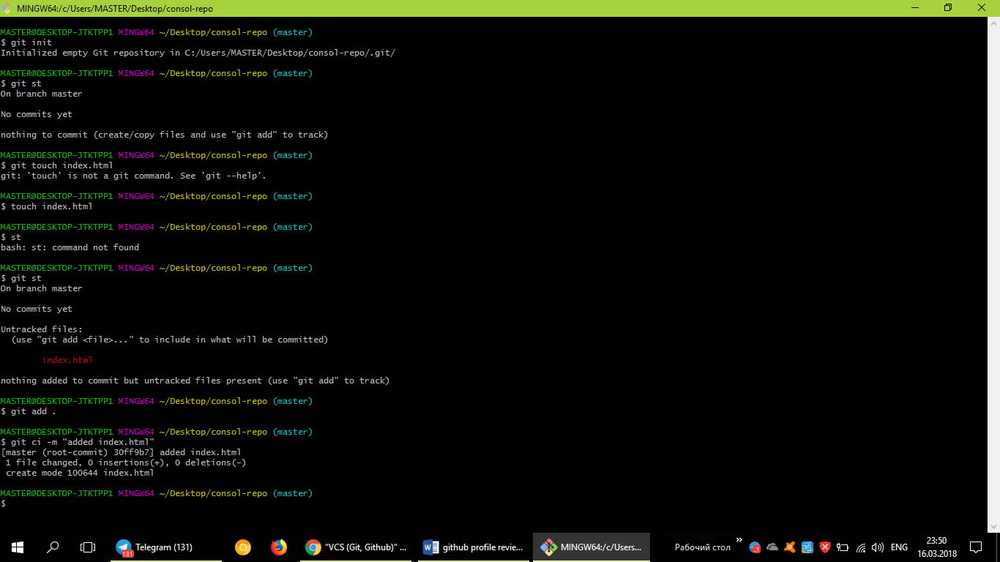 MINGW64:/c/Users/MASTER/Desktop/consol-repo
MASTER@DESKTOP-JTKTPP1 MINGW64 ~/Desktop/consol-repo (master)
$ git init
Initialized empty Git repository in C:/Users/MASTER/Desktop/consol-repo/.git/
MASTER@DESKTOP-JTKTPP1 MINGW64 ~/Desktop/consol-repo (master)
$ git st
On branch master
No commits yet
nothing to commit (create/copy files and use "git add" to track)
MASTER@DESKTOP-JTKTPP1 MINGW64 ~/Desktop/consol-repo (master)
$ git touch index.html
git: 'touch' is not a git command. See 'git --help'.
MASTER@DESKTOP-JTKTPP1 MINGW64 ~/Desktop/consol-repo (master)
$ touch index.html
MASTER@DESKTOP-JTKTPP1 MINGW64 ~/Desktop/consol-repo (master)
$ st
bash: st: command not found
MASTER@DESKTOP-JTKTPP1 MINGW64 ~/Desktop/consol-repo (master)
$ git st
On branch master
No commits yet
Untracked files:
(use "git add <file>..." to include in what will be committed)
index.html
nothing added to commit but untracked files present (use "git add" to track)
MASTER@DESKTOP-JTKTPP1 MINGW64 ~/Desktop/consol-repo (master)
$ git add .
MASTER@DESKTOP-JTKTPP1 MINGW64 ~/Desktop/consol-repo (master)
$ git ci -m "added index.html"
[master (root-commit) 30ff9b7] added index.html
1 file changed, 0 insertions(+), 0 deletions(-)
create mode 100644 index.html
MASTER@DESKTOP-JTKTPP1 MINGW64 ~/Desktop/consol-repo (master)
$
131 Telegram (131) "VCS (Git, Github)" ... github profile revie... MINGW64:/c/Users... Рабочий стол » ENG 23:50
16.03.2018